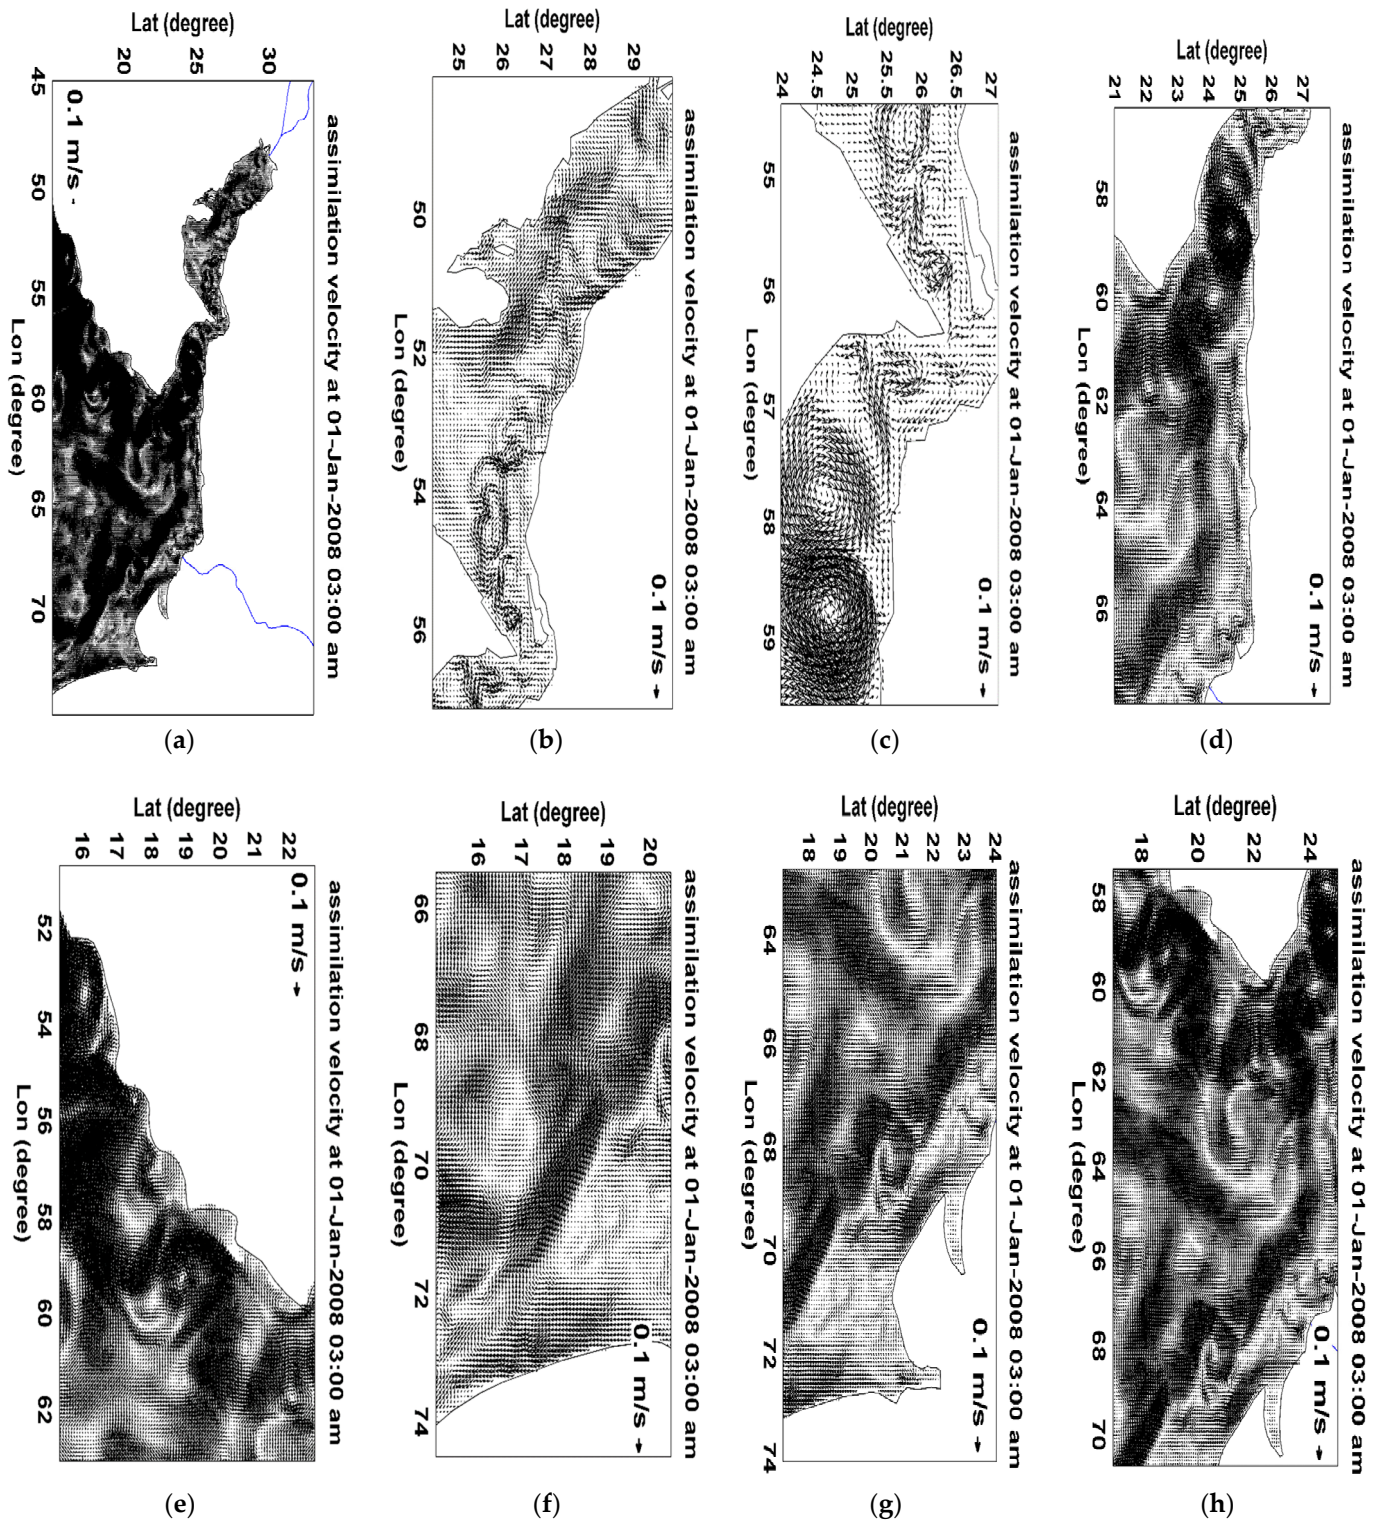 Lat (degree)
20
25
30
45
50
55
60
65
70
Lon (degree)
0.1 m/s
assimilation velocity at 01-Jan-2008 03:00 am
(a)
Lat (degree)
25
26
27
28
29
50
52
54
56
Lon (degree)
0.1 m/s
assimilation velocity at 01-Jan-2008 03:00 am
(b)
Lat (degree)
24
24.5
25
25.5
26
26.5
27
55
56
57
58
59
Lon (degree)
0.1 m/s
assimilation velocity at 01-Jan-2008 03:00 am
(c)
Lat (degree)
21
22
23
24
25
26
27
58
60
62
64
66
Lon (degree)
0.1 m/s
assimilation velocity at 01-Jan-2008 03:00 am
(d)
Lat (degree)
16
17
18
19
20
21
22
52
54
56
58
60
62
Lon (degree)
0.1 m/s
assimilation velocity at 01-Jan-2008 03:00 am
(e)
Lat (degree)
16
17
18
19
20
66
68
70
72
74
Lon (degree)
0.1 m/s
assimilation velocity at 01-Jan-2008 03:00 am
(f)
Lat (degree)
18
19
20
21
22
23
24
64
66
68
70
72
74
Lon (degree)
0.1 m/s
assimilation velocity at 01-Jan-2008 03:00 am
(g)
Lat (degree)
18
20
22
24
58
60
62
64
66
68
70
Lon (degree)
0.1 m/s
assimilation velocity at 01-Jan-2008 03:00 am
(h)